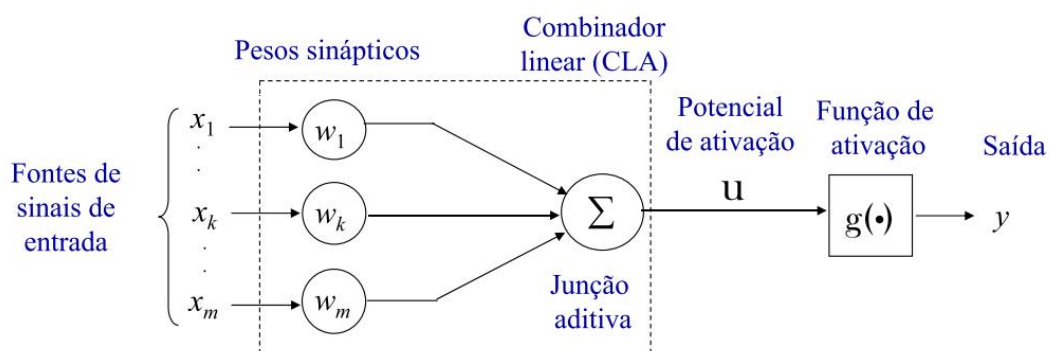 Pesos sinápticos
Combinador
linear (CLA)
Potencial
de ativação
Função de
ativação
Saída
Fontes de
sinais de
entrada
x1
.
.
xk
.
.
xm
w1
wk
wm
Σ
u
g(•)
y
Junção
aditiva